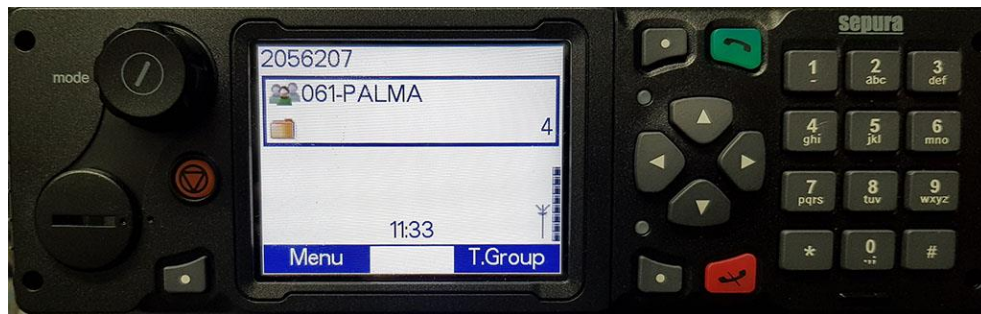 mode
2056207
061-PALMA
4
11:33
Menu T.Group
sepura
1 2 3
- abc def
4 5 6
ghi jkl mno
7 8 9
pqrs tuv wxyz
* 0 #
.,;